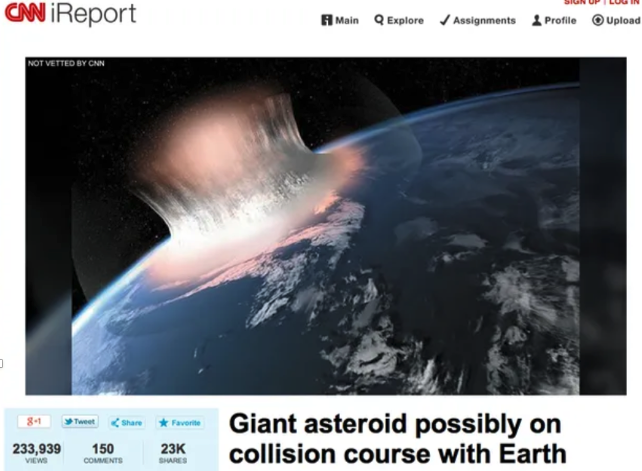 CNN iReport
SIGN UP | LOG IN
Main Explore Assignments Profile Upload
NOT VETTED BY CNN
g+1 Tweet Share Favorite
233,939 150 23K
VIEWS COMMENTS SHARES
Giant asteroid possibly on
collision course with Earth